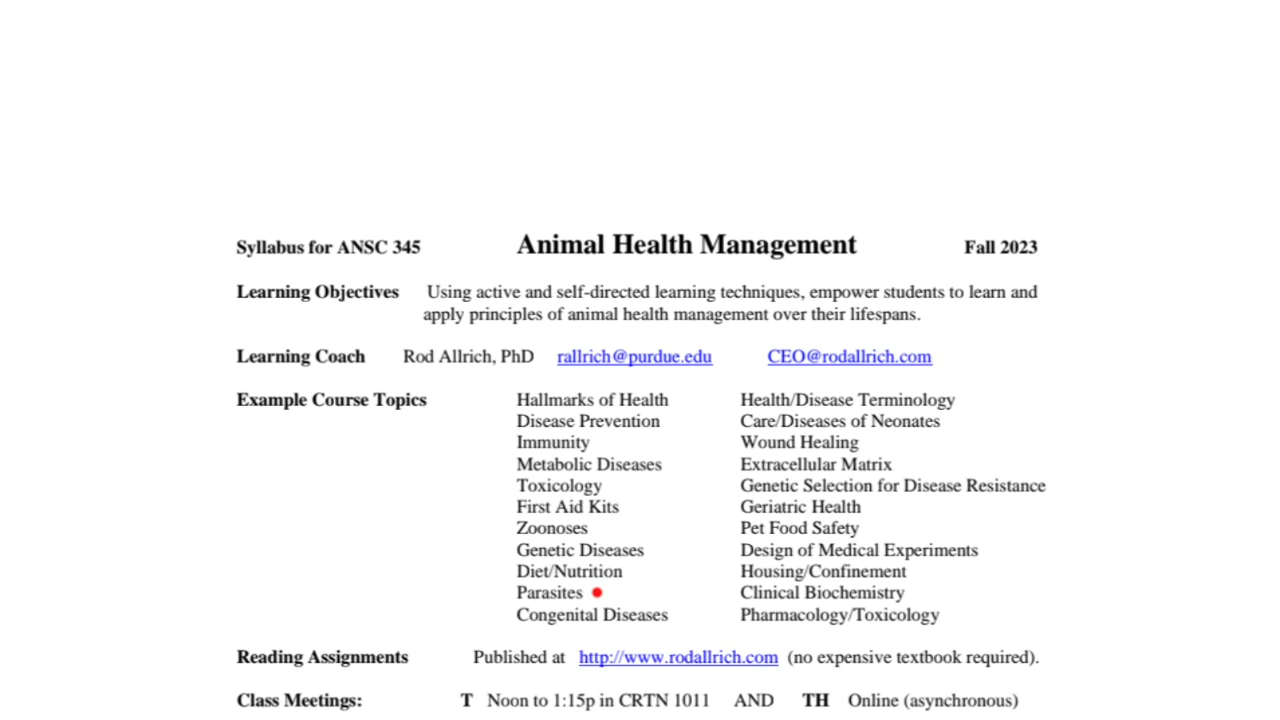 Syllabus for ANSC 345 Animal Health Management Fall 2023
Learning Objectives Using active and self-directed learning techniques, empower students to learn and
apply principles of animal health management over their lifespans.
Learning Coach Rod Allrich, PhD rallrich@purdue.edu CEO@rodallrich.com
Example Course Topics Hallmarks of Health Health/Disease Terminology
Disease Prevention Care/Diseases of Neonates
Immunity Wound Healing
Metabolic Diseases Extracellular Matrix
Toxicology Genetic Selection for Disease Resistance
First Aid Kits Geriatric Health
Zoonoses Pet Food Safety
Genetic Diseases Design of Medical Experiments
Diet/Nutrition Housing/Confinement
Parasites Clinical Biochemistry
Congenital Diseases Pharmacology/Toxicology
Reading Assignments Published at http://www.rodallrich.com (no expensive textbook required).
Class Meetings: T Noon to 1:15p in CRTN 1011 AND TH Online (asynchronous)